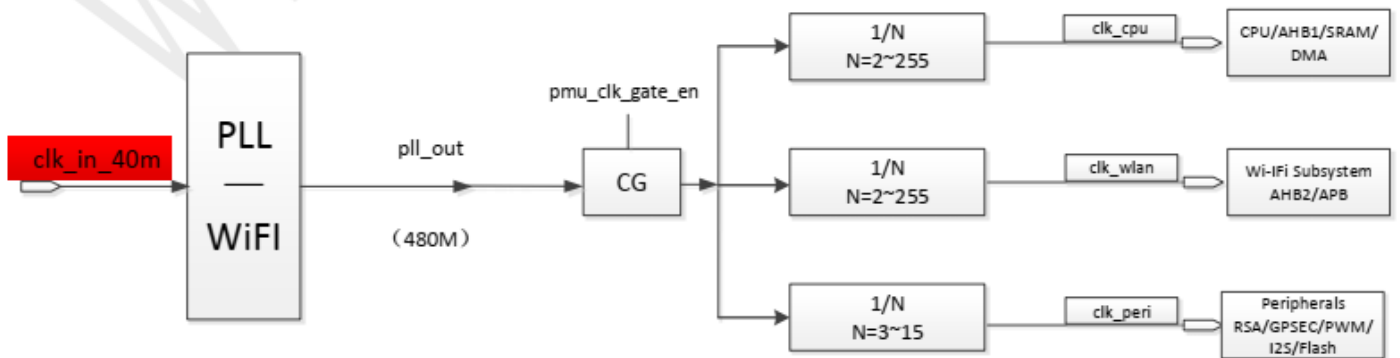 clk_in_40m
PLL
WiFI
pll_out
(480M)
pmu_clk_gate_en
CG
1/N
N=2~255
clk_cpu
CPU/AHB1/SRAM/
DMA
1/N
N=2~255
clk_wlan
Wi-IFi Subsystem
AHB2/APB
1/N
N=3~15
clk_peri
Peripherals
RSA/GPSEC/PWM/
I2S/Flash